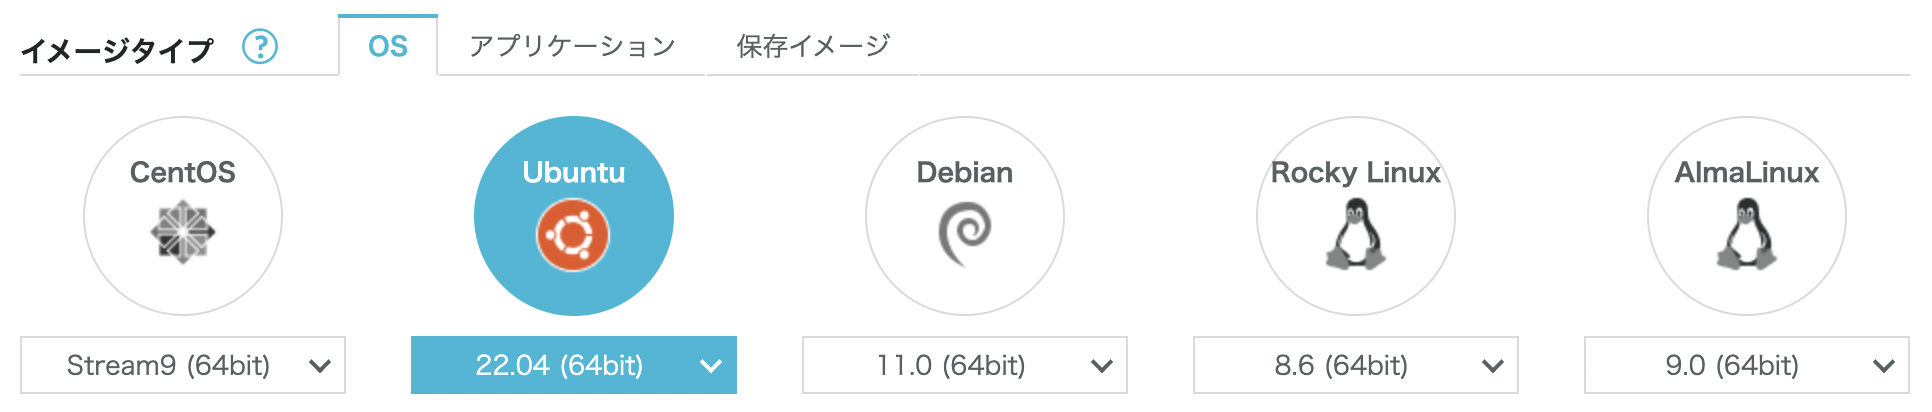 イメージタイプ ? OS アプリケーション 保存イメージ
CentOS Ubuntu Debian Rocky Linux AlmaLinux
Stream9 (64bit) 22.04 (64bit) 11.0 (64bit) 8.6 (64bit) 9.0 (64bit)